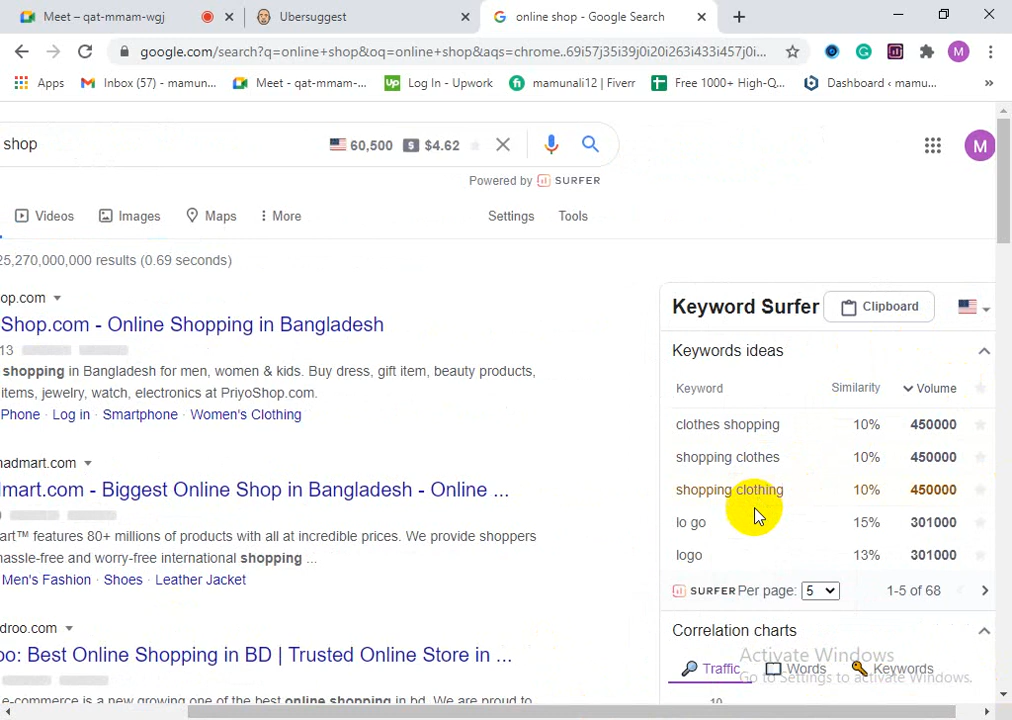 Meet – qat-mmam-wgj
Ubersuggest
online shop - Google Search
google.com/search?q=online+shop&oq=online+shop&aqs=chrome..69i57j35i39j0i20i263i433i457j0i...
Apps
Inbox (57) - mamun...
Meet - qat-mmam-...
Up
Log In - Upwork
fi
mamunali12 | Fiverr
Free 1000+ High-Q...
Dashboard ‹ mamu...
»
shop
60,500
$
$4.62
M
Powered by SURFER
Videos
Images
Maps
More
Settings
Tools
25,270,000,000 results (0.69 seconds)
op.com
Shop.com - Online Shopping in Bangladesh
13
shopping in Bangladesh for men, women & kids. Buy dress, gift item, beauty products,
items, jewelry, watch, electronics at PriyoShop.com.
Phone · Log in · Smartphone · Women's Clothing
nadmart.com
lmart.com - Biggest Online Shop in Bangladesh - Online ...
art™ features 80+ millions of products with all at incredible prices. We provide shoppers
hassle-free and worry-free international shopping ...
Men's Fashion · Shoes · Leather Jacket
droo.com
oo: Best Online Shopping in BD | Trusted Online Store in ...
e-commerce is a new growing one of the best online shopping in bd. We are proud to
Keyword Surfer
Clipboard
Keywords ideas
Keyword Similarity Volume
clothes shopping 10% 450000
shopping clothes 10% 450000
shopping clothing 10% 450000
lo go 15% 301000
logo 13% 301000
SURFER Per page: 5 1-5 of 68
Correlation charts
Traffic Words Keywords
10
Activate Windows
Go to Settings to activate Windows.